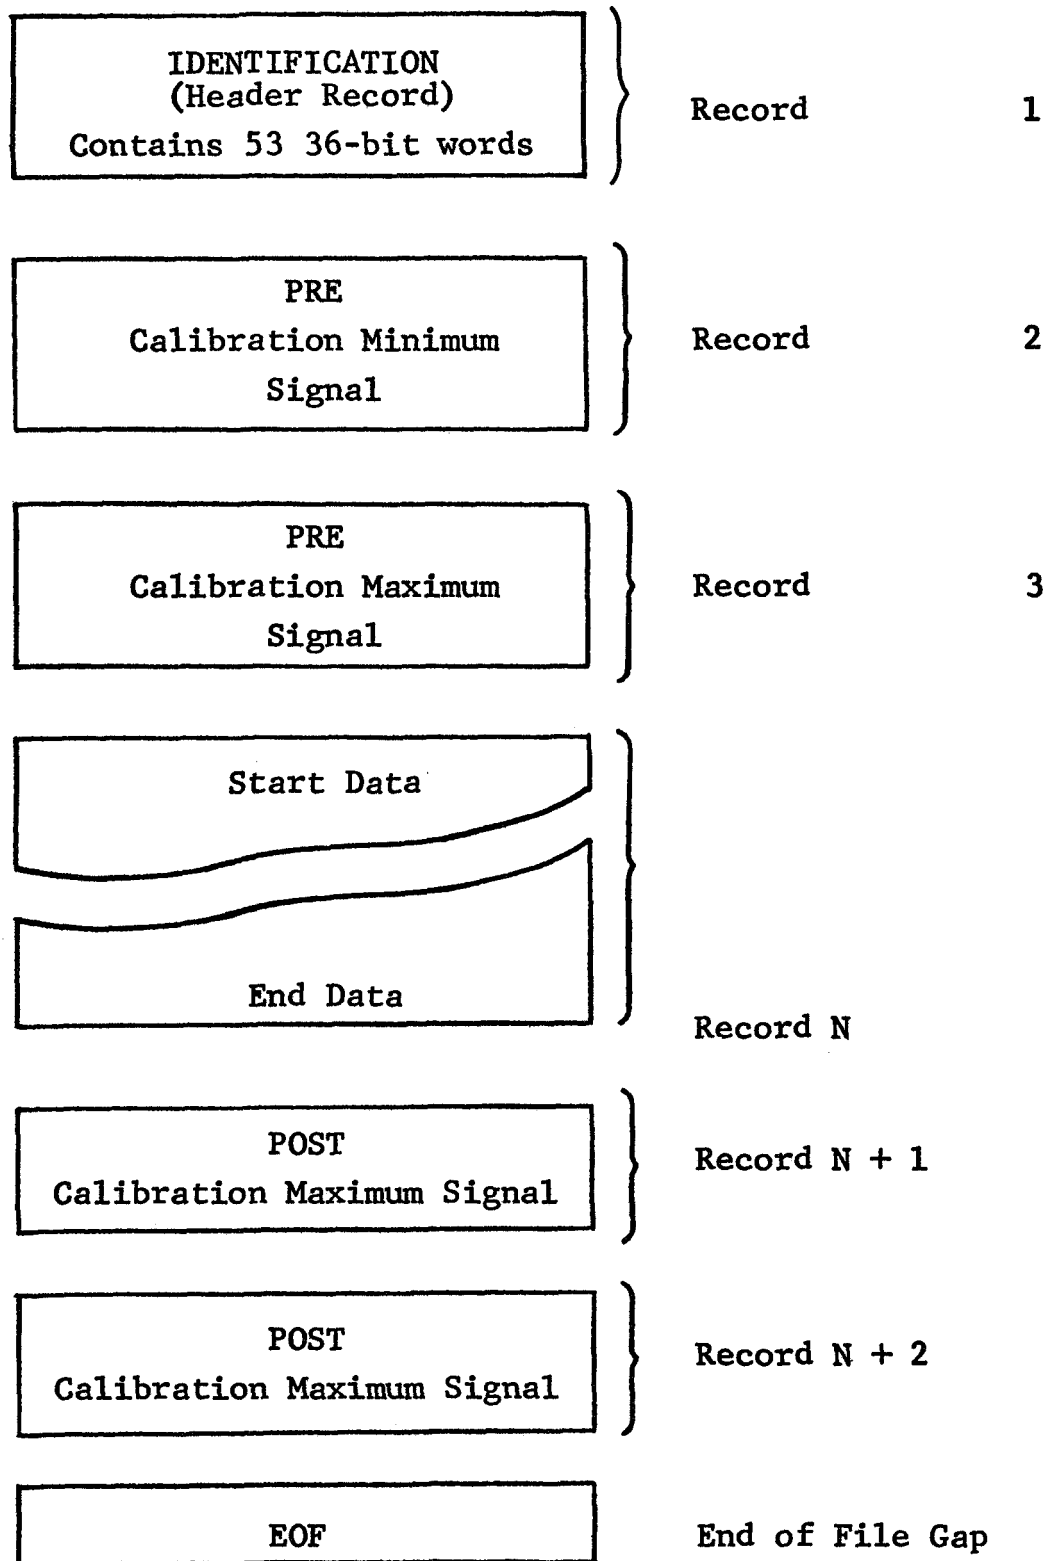 IDENTIFICATION
(Header Record)
Contains 53 36-bit words
Record 1
PRE
Calibration Minimum
Signal
Record 2
PRE
Calibration Maximum
Signal
Record 3
Start Data
End Data
Record N
POST
Calibration Maximum Signal
Record N + 1
POST
Calibration Maximum Signal
Record N + 2
EOF
End of File Gap